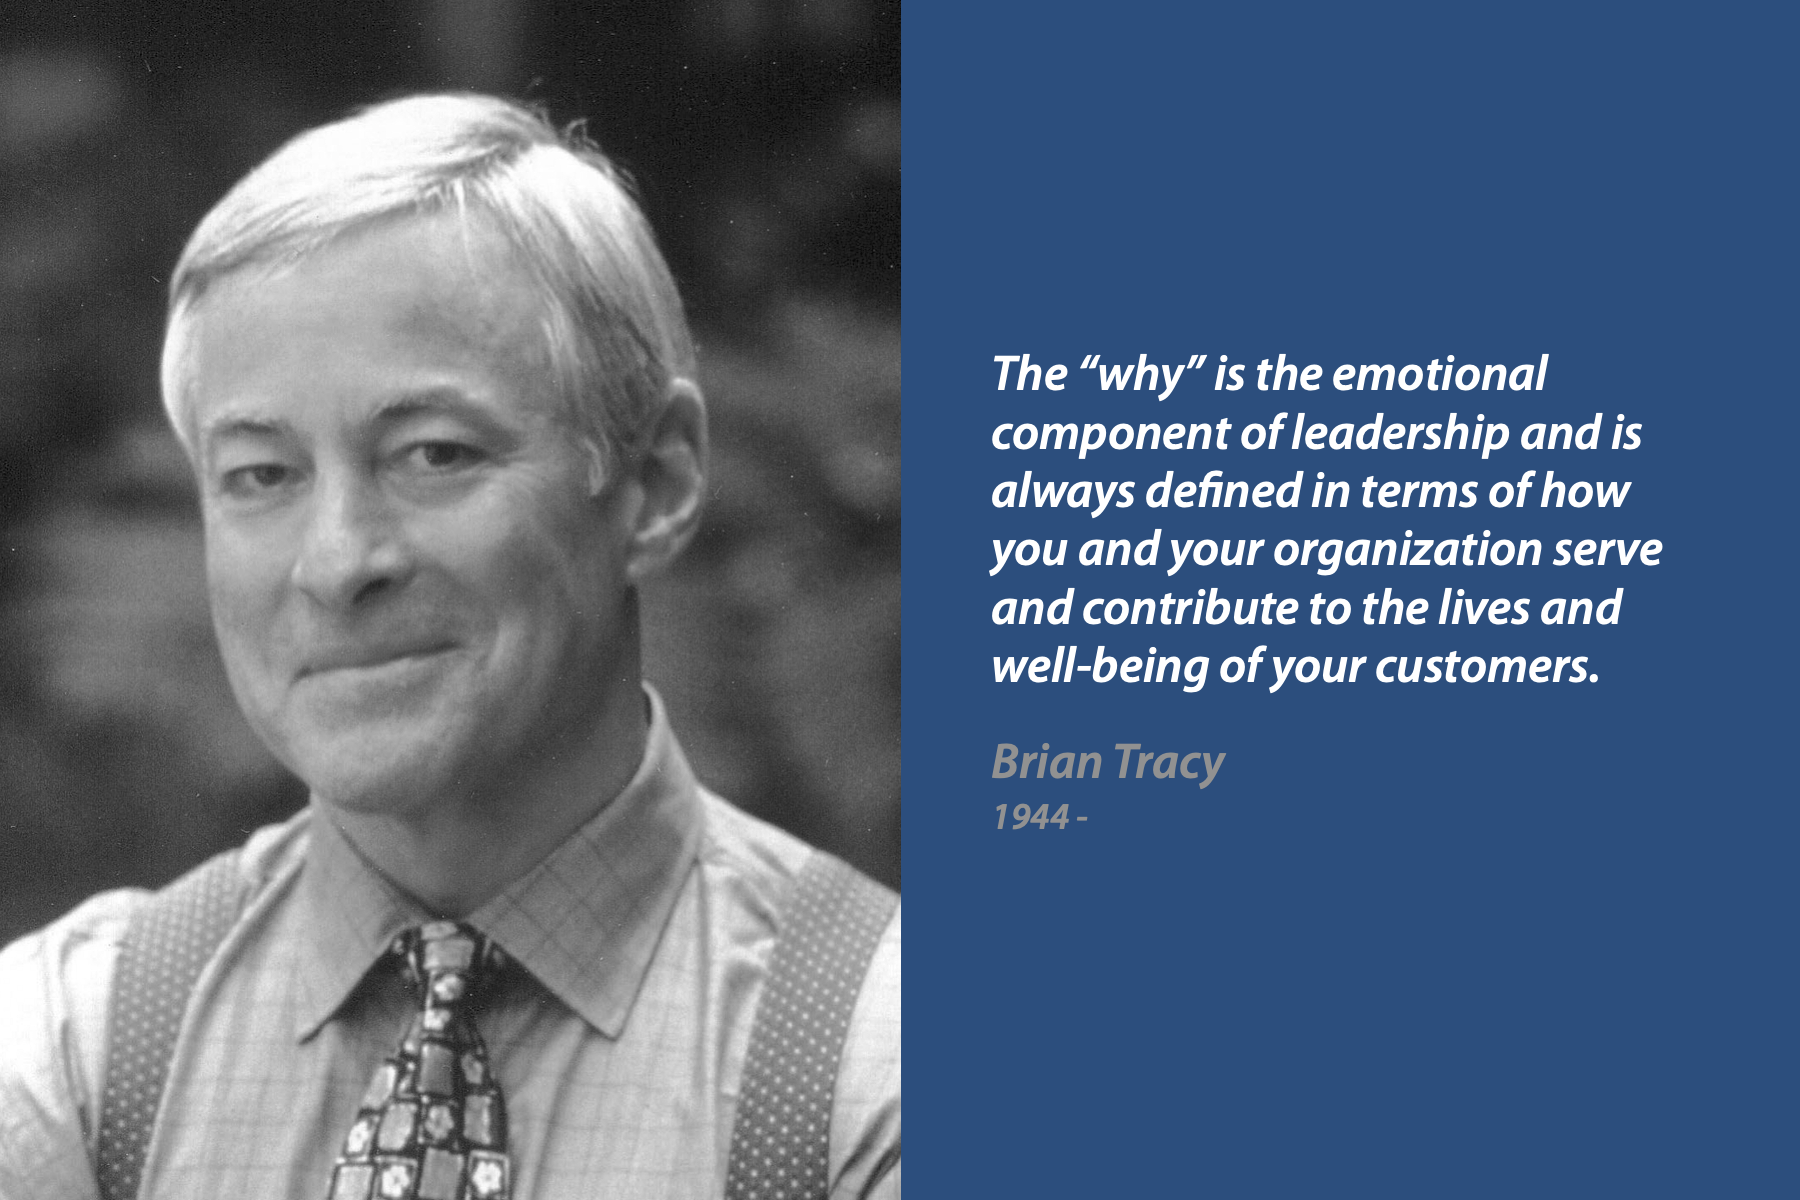 The “why” is the emotional
component of leadership and is
always defined in terms of how
you and your organization serve
and contribute to the lives and
well-being of your customers.
Brian Tracy
1944 -